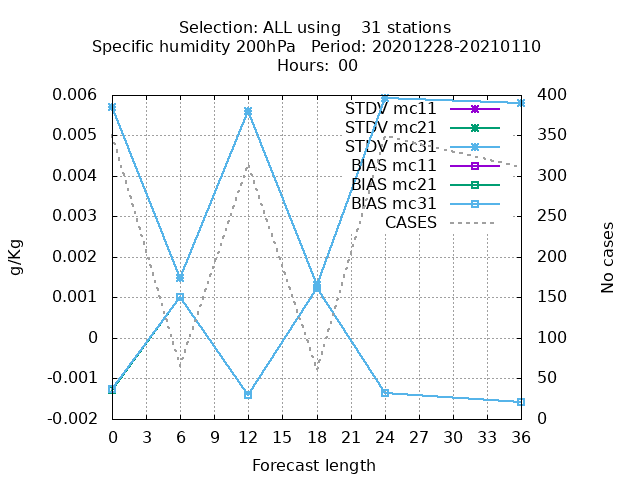 Selection: ALL using    31 stations
Specific humidity 200hPa   Period: 20201228-20210110
Hours:  00
0.006
0.005
0.004
0.003
0.002
0.001
0
-0.001
-0.002
g/Kg
STDV mc11
STDV mc21
STDV mc31
BIAS mc11
BIAS mc21
BIAS mc31
CASES
400
350
300
250
200
150
100
50
0
No cases
0 3 6 9 12 15 18 21 24 27 30 33 36
Forecast length